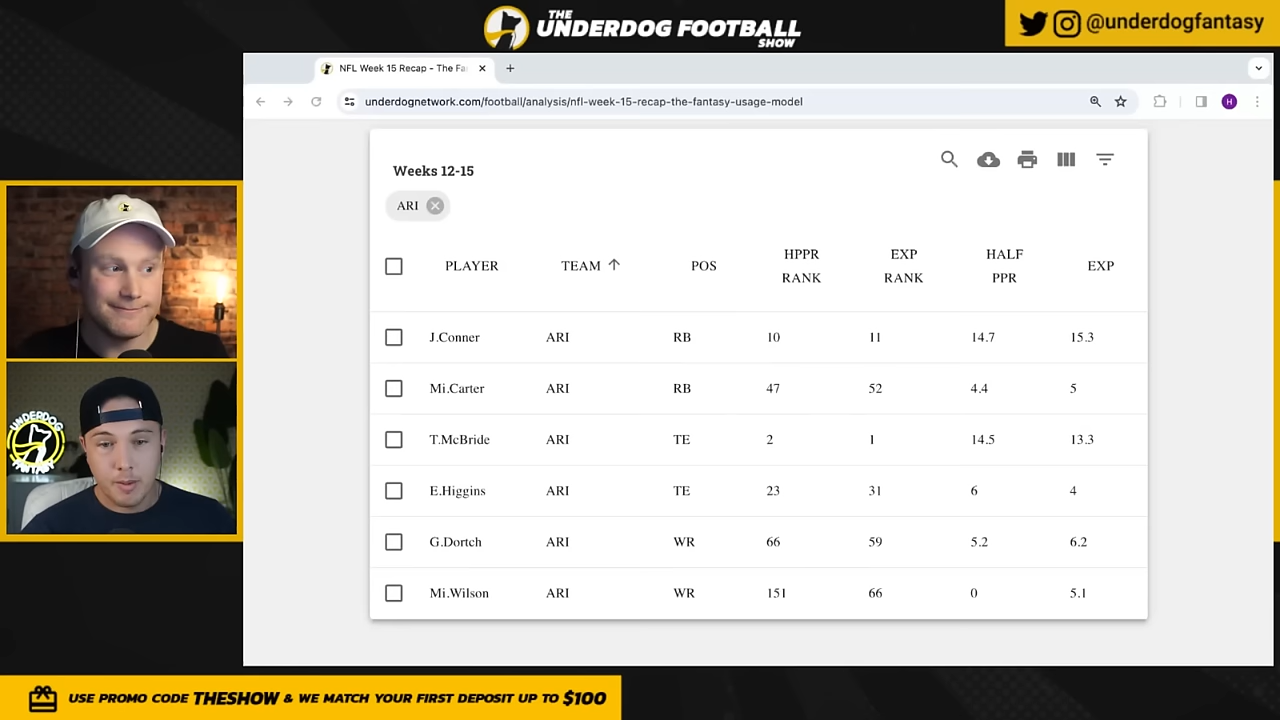 THE
UNDERDOG FOOTBALL
SHOW
@underdogfantasy
NFL Week 15 Recap - The Fa
underdognetwork.com/football/analysis/nfl-week-15-recap-the-fantasy-usage-model
H
Weeks 12-15
ARI
PLAYER TEAM POS HPPR RANK EXP RANK HALF PPR EXP
J.Conner ARI RB 10 11 14.7 15.3
Mi.Carter ARI RB 47 52 4.4 5
T.McBride ARI TE 2 1 14.5 13.3
E.Higgins ARI TE 23 31 6 4
G.Dortch ARI WR 66 59 5.2 6.2
Mi.Wilson ARI WR 151 66 0 5.1
UNDERDOG
FANTASY
USE PROMO CODE THESHOW & WE MATCH YOUR FIRST DEPOSIT UP TO $100